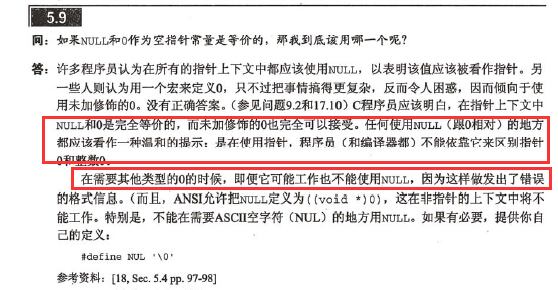 5.9
问：如果NULL和0作为空指针常量是等价的，那我到底该用哪一个呢？
答：许多程序员认为在所有的指针上下文中都应该使用NULL，以表明该值应该被看作指针。另
一些人则认为用一个宏来定义0，只不过把事情搞得更复杂，反而令人困惑，因而倾向于使
用未加修饰的0。没有正确答案。（参见问题9.2和17.10）C程序员应该明白，在指针上下文中
NULL和0是完全等价的，而未加修饰的0也完全可以接受。任何使用NULL（跟0相对）的地方
都应该看作一种温和的提示：是在使用指针，程序员（和编译器都）不能依靠它来区别指针
0和整数0。
在需要其他类型的0的时候，即便它可能工作也不能使用NULL，因为这样做发出了错误
的格式信息。（而且，ANSI允许把NULL定义为((void *)0)，这在非指针的上下文中将不
能工作。特别是，不能在需要ASCII空字符（NUL）的地方用NULL。如果有必要，提供你自
己的定义：
#define NUL '\0'
参考资料：[18, Sec. 5.4 pp. 97-98]